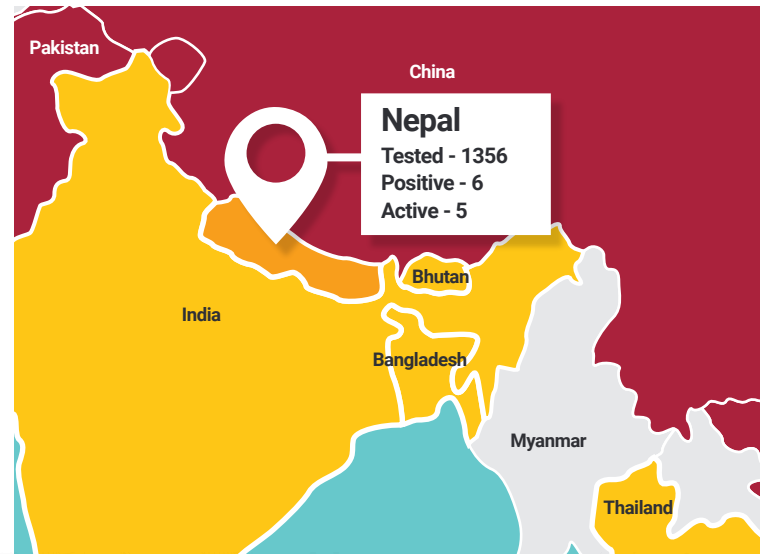 Pakistan
China
Nepal
Tested - 1356
Positive - 6
Active - 5
Bhutan
India
Bangladesh
Myanmar
Thailand